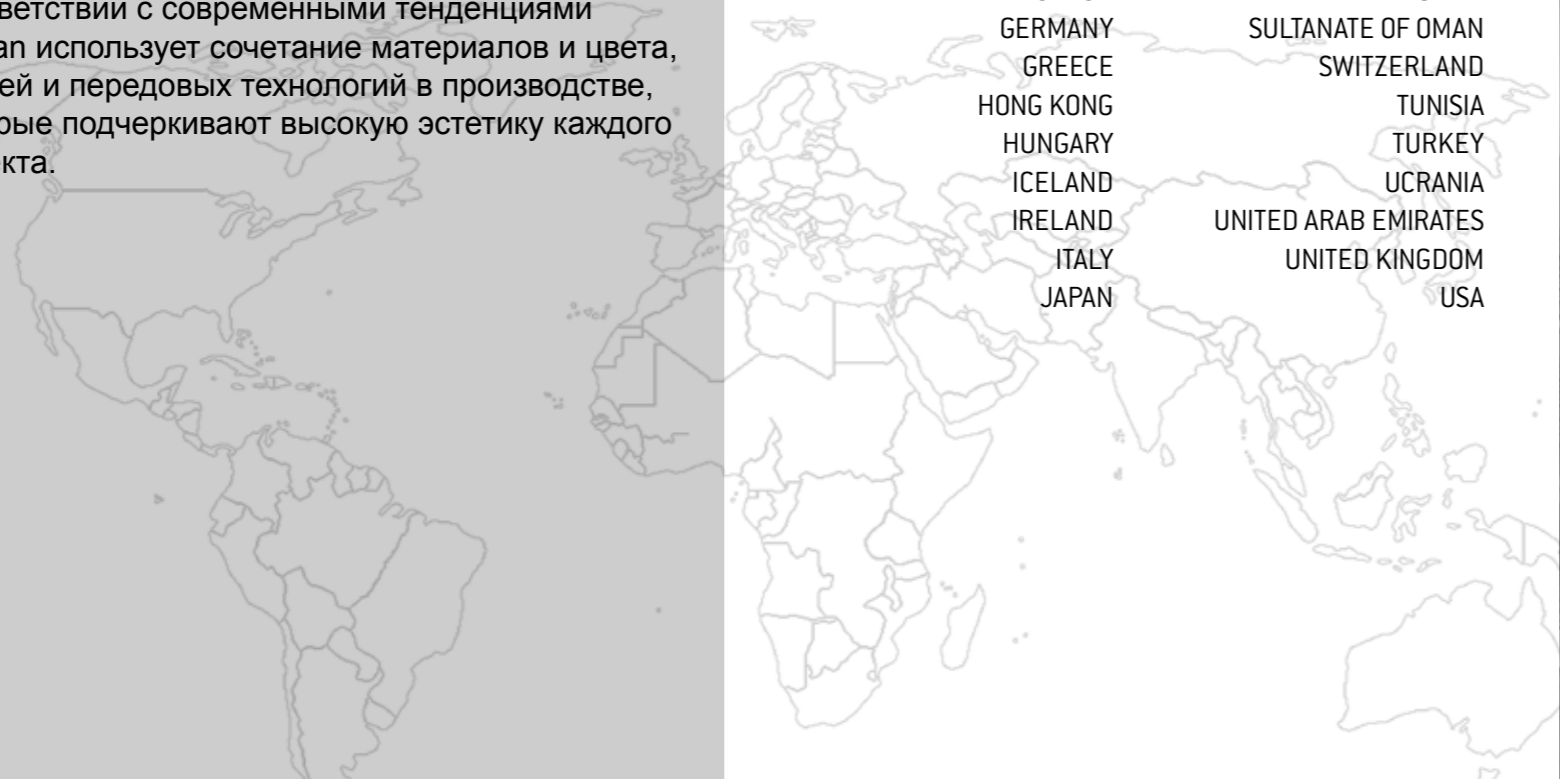 ветствии с современными тенденциями
an использует сочетание материалов и цвета,
ей и передовых технологий в производстве,
рые подчеркивают высокую эстетику каждого
кта.
GERMANY
GREECE
HONG KONG
HUNGARY
ICELAND
IRELAND
ITALY
JAPAN
SULTANATE OF OMAN
SWITZERLAND
TUNISIA
TURKEY
UCRANIA
UNITED ARAB EMIRATES
UNITED KINGDOM
USA